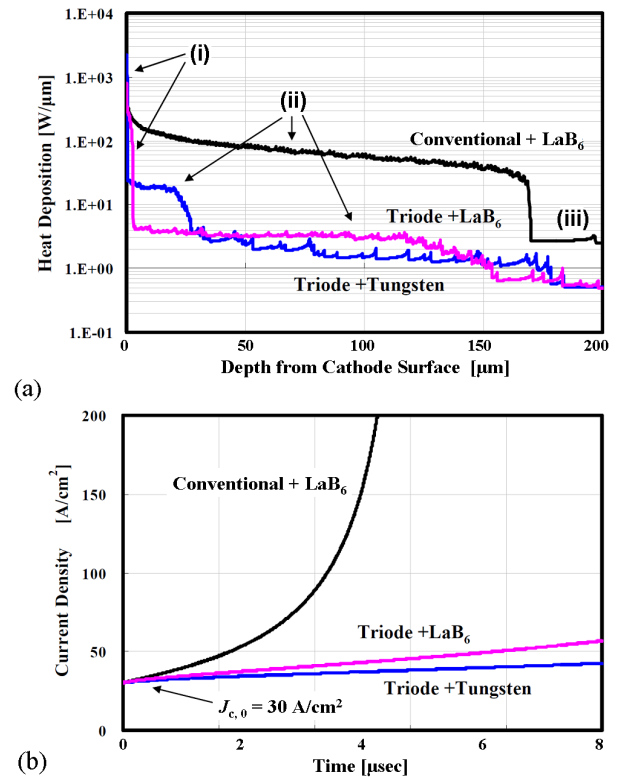 1.E+04
1.E+03
1.E+02
1.E+01
1.E+00
1.E-01
Heat Deposition [W/μm]
(i)
(ii)
Conventional + LaB6
(iii)
Triode +LaB6
Triode +Tungsten
0
50
100
150
200
Depth from Cathode Surface [μm]
(a)
200
150
100
50
0
Current Density [A/cm2]
Conventional + LaB6
Triode +LaB6
Triode +Tungsten
Jc, 0 = 30 A/cm2
0
2
4
6
8
Time [μsec]
(b)